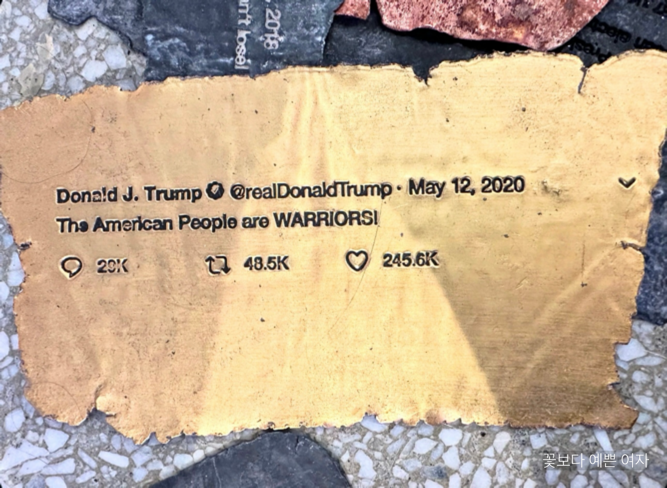 2018
Donald J. Trump @realDonaldTrump · May 12, 2020
The American People are WARRIORS!
48.5K 245.6K
꽃보다 예쁜 여자